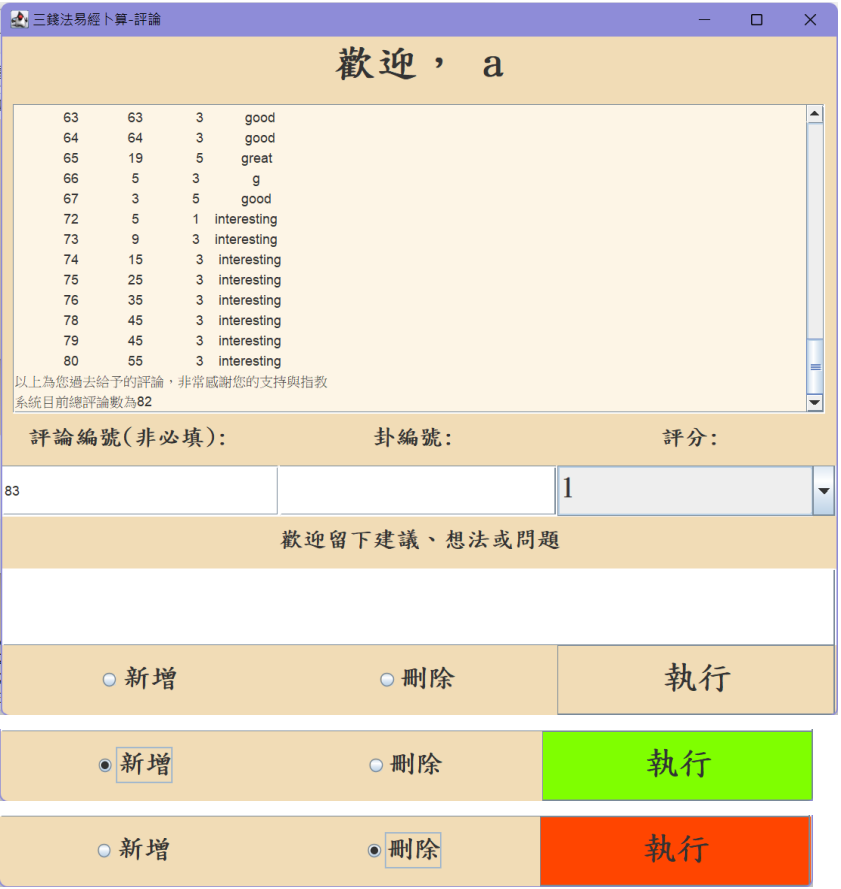 三錢法易經卜算-評論
歡迎， a
63 63 3 good
64 64 3 good
65 19 5 great
66 5 3 g
67 3 5 good
72 5 1 interesting
73 9 3 interesting
74 15 3 interesting
75 25 3 interesting
76 35 3 interesting
78 45 3 interesting
79 45 3 interesting
80 55 3 interesting
以上為您過去給予的評論，非常感謝您的支持與指教
系統目前總評論數為82
評論編號(非必填): 卦編號: 評分:
83 1
歡迎留下建議、想法或問題
新增 刪除 執行
新增 刪除 執行
新增 刪除 執行